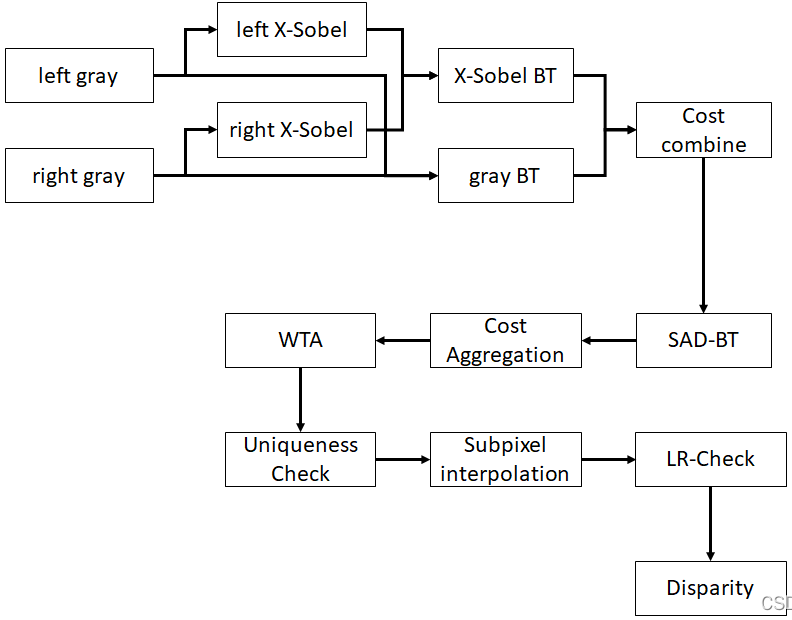 left X-Sobel
left gray
X-Sobel BT
right X-Sobel
Cost
combine
right gray
gray BT
WTA
Cost
Aggregation
SAD-BT
Uniqueness
Check
Subpixel
interpolation
LR-Check
Disparity